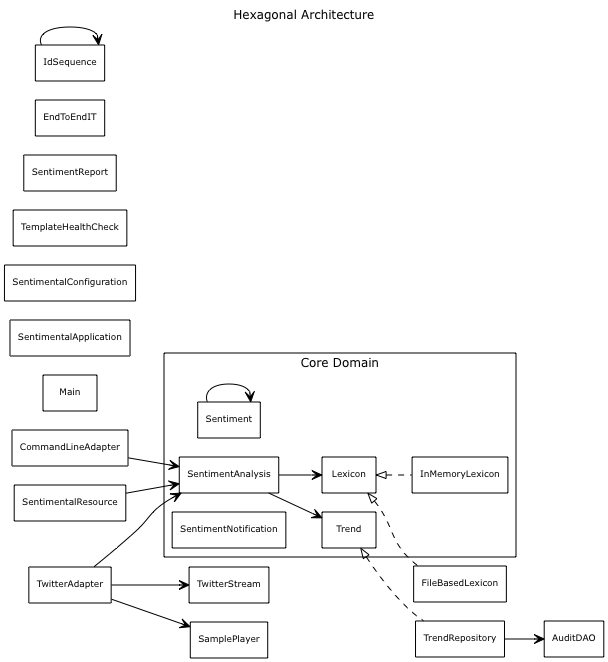 Hexagonal Architecture
IdSequence
EndToEndIT
SentimentReport
TemplateHealthCheck
SentimentalConfiguration
SentimentalApplication
Main
Core Domain
Sentiment
CommandLineAdapter
SentimentAnalysis
Lexicon
InMemoryLexicon
SentimentalResource
SentimentNotification
Trend
TwitterAdapter
TwitterStream
FileBasedLexicon
SamplePlayer
TrendRepository
AuditDAO